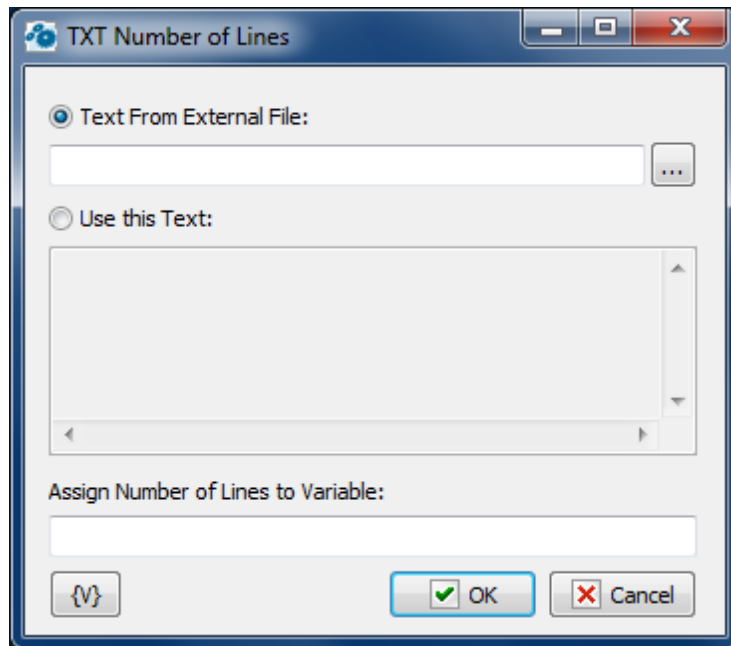 TXT Number of Lines
Text From External File:
...
Use this Text:
Assign Number of Lines to Variable:
{V}
OK
Cancel